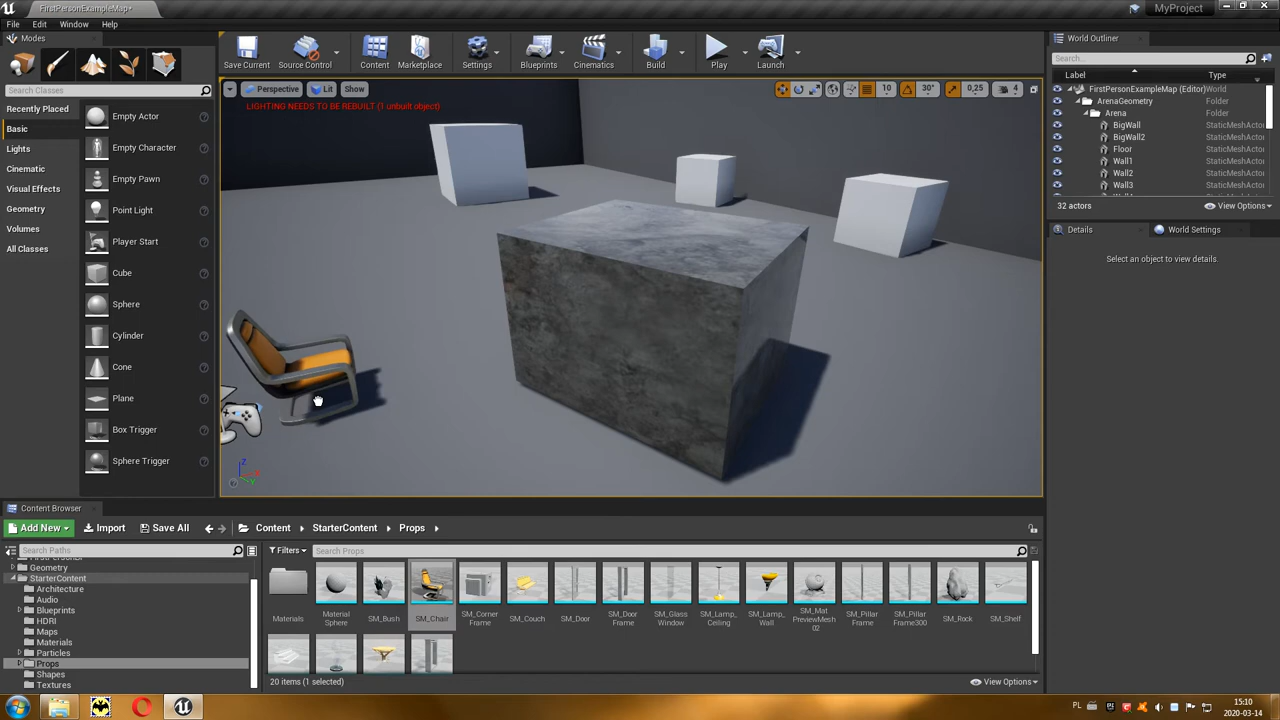 FirstPersonExampleMap*
MyProject
File Edit Window Help
Modes
Search Classes
Recently Placed
Basic
Lights
Cinematic
Visual Effects
Geometry
Volumes
All Classes
Empty Actor
Empty Character
Empty Pawn
Point Light
Player Start
Cube
Sphere
Cylinder
Cone
Plane
Box Trigger
Sphere Trigger
Save Current
Source Control
Content
Marketplace
Settings
Blueprints
Cinematics
Build
Play
Launch
Perspective Lit Show 10 30° 0,25 4
LIGHTING NEEDS TO BE REBUILT (1 unbuilt object)
Z
World Outliner
Search...
Label Type
FirstPersonExampleMap (Editor) World
ArenaGeometry Folder
Arena Folder
BigWall StaticMeshActor
BigWall2 StaticMeshActor
Floor StaticMeshActor
Wall1 StaticMeshActor
Wall2 StaticMeshActor
Wall3 StaticMeshActor
32 actors View Options
Details World Settings
Select an object to view details.
Content Browser
Add New Import Save All Content StarterContent Props
Search Paths
Geometry
StarterContent
Architecture
Audio
Blueprints
HDRI
Maps
Materials
Particles
Props
Shapes
Textures
Filters Search Props
Materials
Material Sphere
SM_Bush
SM_Chair
SM_Corner Frame
SM_Couch
SM_Door
SM_Door Frame
SM_Glass Window
SM_Lamp_ Ceiling
SM_Lamp_ Wall
SM_Mat PreviewMesh 02
SM_Pillar Frame
SM_Pillar Frame300
SM_Rock
SM_Shelf
20 items (1 selected) View Options
PL 15:10
2020-03-14